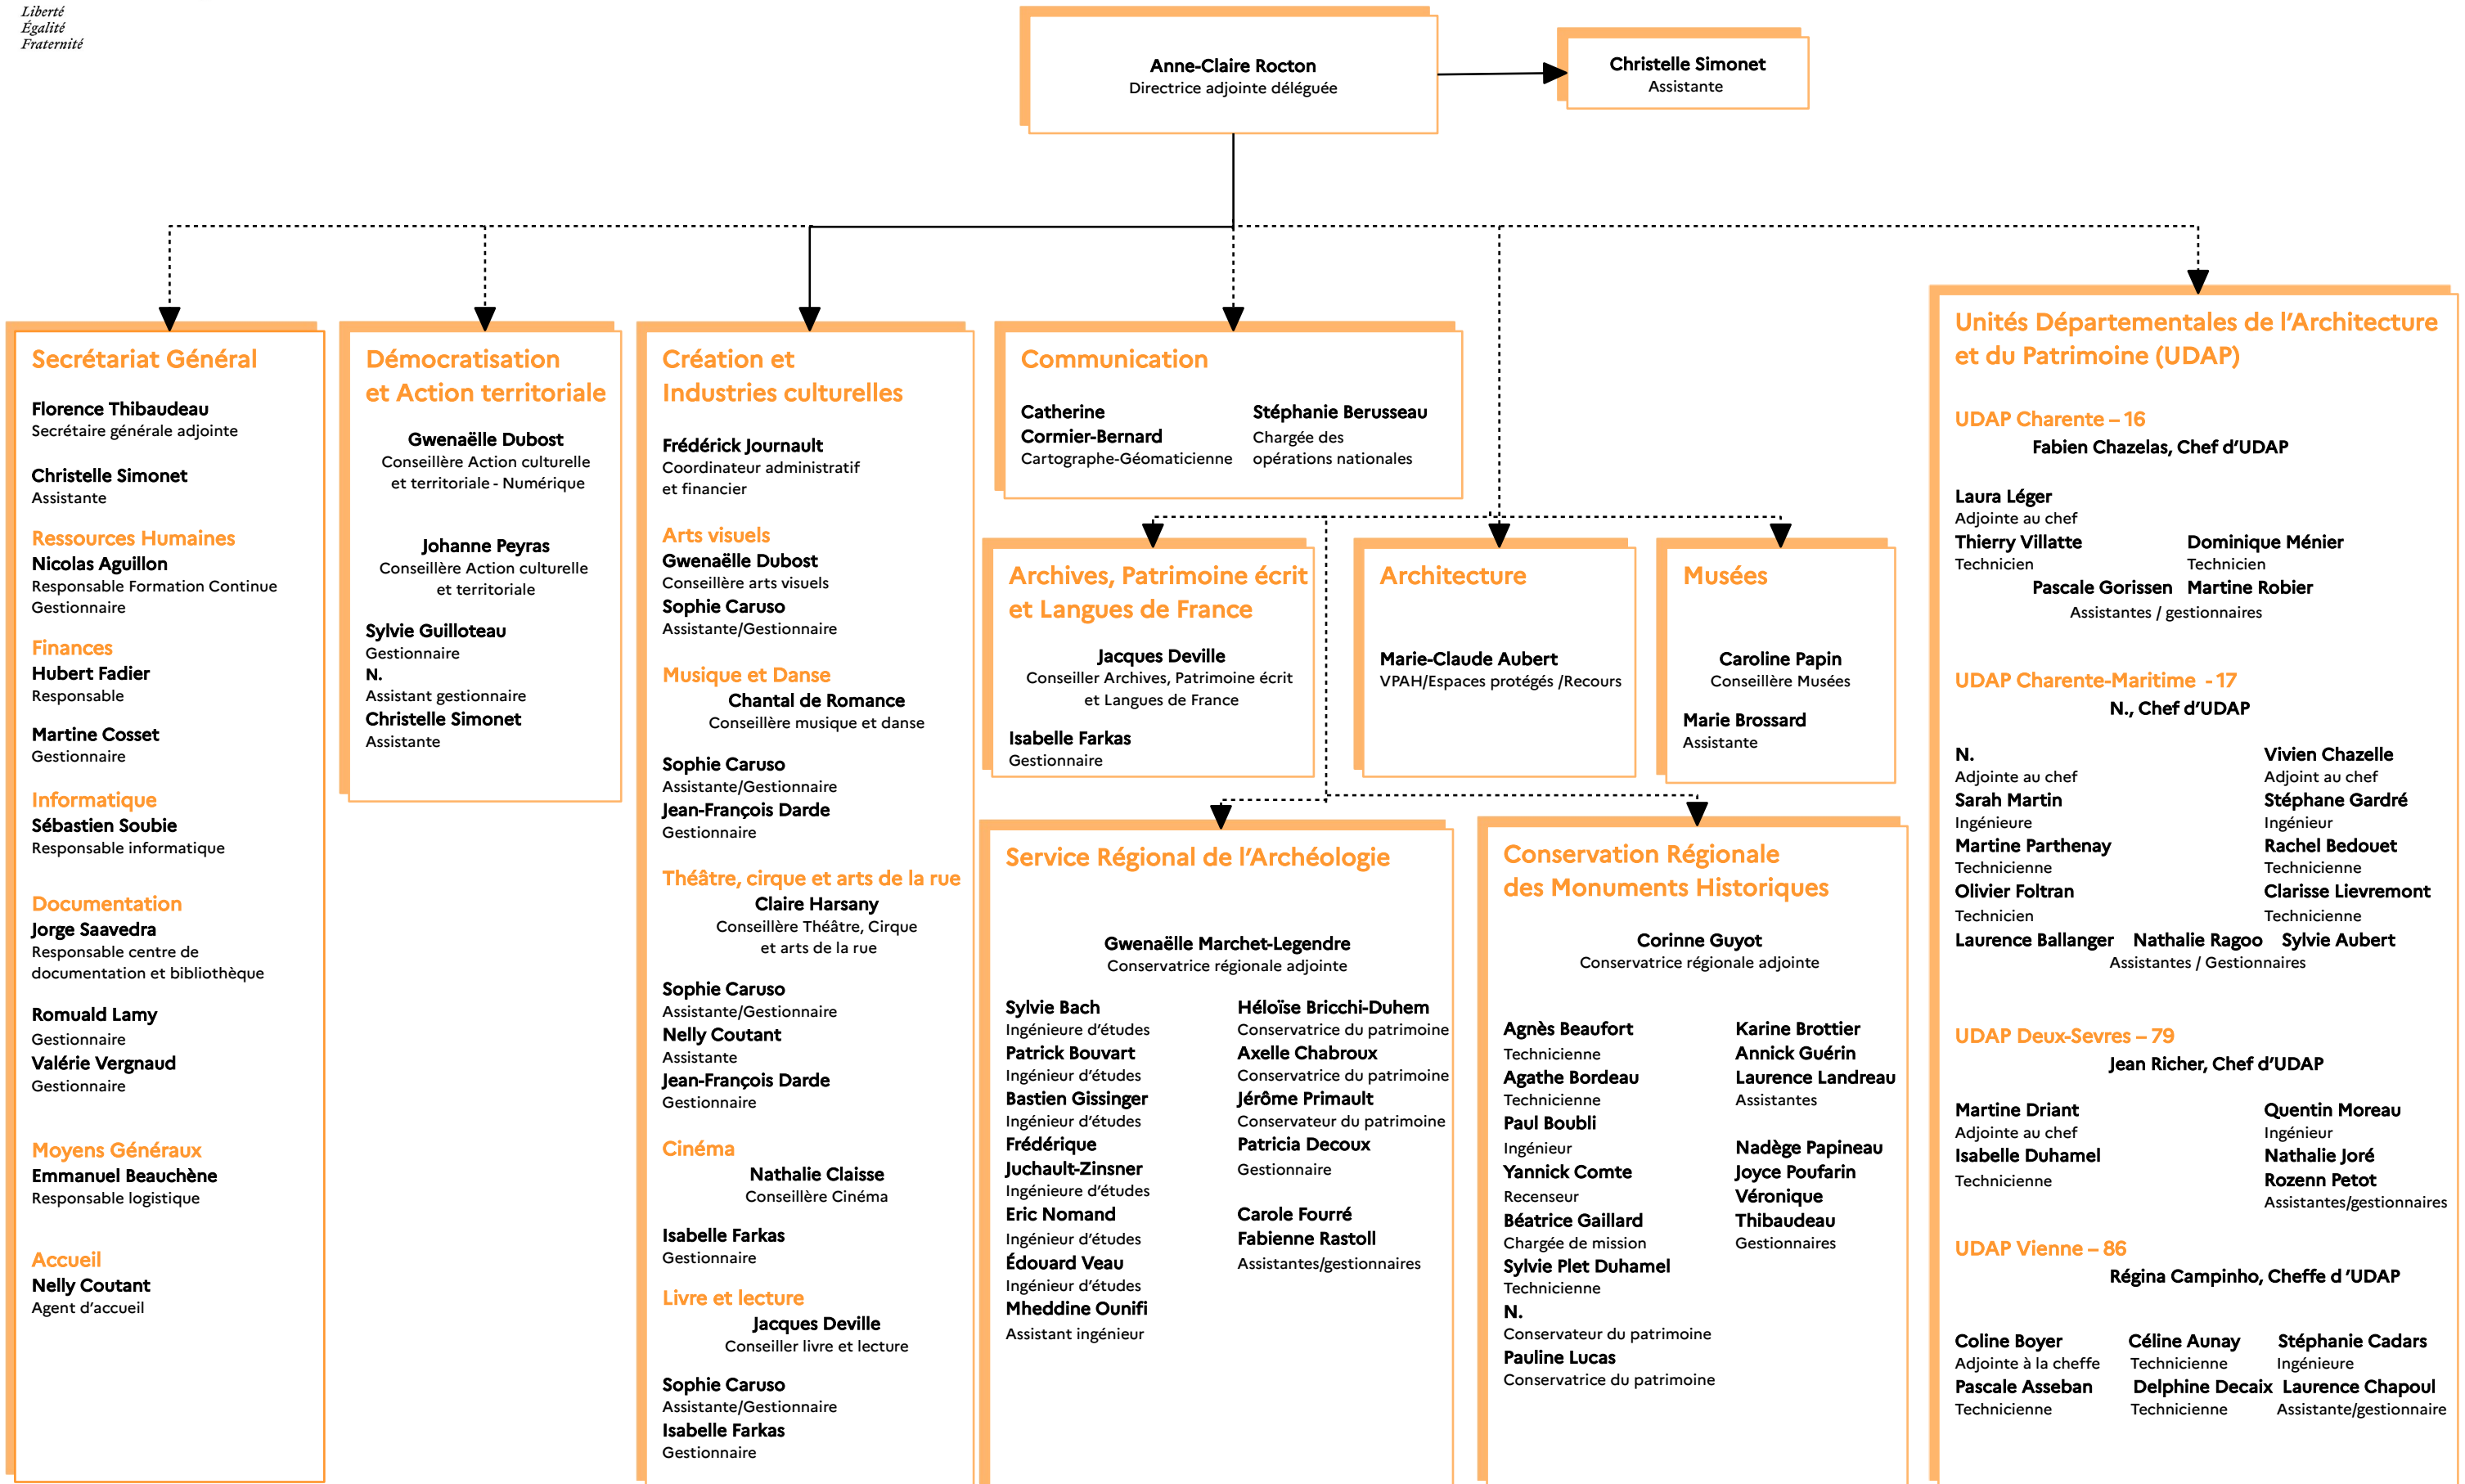 Liberté
Égalité
Fraternité
Anne-Claire Rocton
Directrice adjointe déléguée
Christelle Simonet
Assistante
Secrétariat Général
Florence Thibaudeau
Secrétaire générale adjointe
Christelle Simonet
Assistante
Ressources Humaines
Nicolas Aguillon
Responsable Formation Continue
Gestionnaire
Finances
Hubert Fadier
Responsable
Martine Cosset
Gestionnaire
Informatique
Sébastien Soubie
Responsable informatique
Documentation
Jorge Saavedra
Responsable centre de
documentation et bibliothèque
Romuald Lamy
Gestionnaire
Valérie Vergnaud
Gestionnaire
Moyens Généraux
Emmanuel Beauchène
Responsable logistique
Accueil
Nelly Coutant
Agent d'accueil
Démocratisation
et Action territoriale
Gwenaëlle Dubost
Conseillère Action culturelle
et territoriale - Numérique
Johanne Peyras
Conseillère Action culturelle
et territoriale
Sylvie Guilloteau
Gestionnaire
N.
Assistant gestionnaire
Christelle Simonet
Assistante
Création et
Industries culturelles
Frédérick Journault
Coordinateur administratif
et financier
Arts visuels
Gwenaëlle Dubost
Conseillère arts visuels
Sophie Caruso
Assistante/Gestionnaire
Musique et Danse
Chantal de Romance
Conseillère musique et danse
Sophie Caruso
Assistante/Gestionnaire
Jean-François Darde
Gestionnaire
Théâtre, cirque et arts de la rue
Claire Harsany
Conseillère Théâtre, Cirque
et arts de la rue
Sophie Caruso
Assistante/Gestionnaire
Nelly Coutant
Assistante
Jean-François Darde
Gestionnaire
Cinéma
Nathalie Claisse
Conseillère Cinéma
Isabelle Farkas
Gestionnaire
Livre et lecture
Jacques Deville
Conseiller livre et lecture
Sophie Caruso
Assistante/Gestionnaire
Isabelle Farkas
Gestionnaire
Communication
Catherine
Cormier-Bernard
Cartographe-Géomaticienne
Stéphanie Berusseau
Chargée des
opérations nationales
Archives, Patrimoine écrit
et Langues de France
Jacques Deville
Conseiller Archives, Patrimoine écrit
et Langues de France
Isabelle Farkas
Gestionnaire
Architecture
Marie-Claude Aubert
VPAH/Espaces protégés /Recours
Musées
Caroline Papin
Conseillère Musées
Marie Brossard
Assistante
Service Régional de l'Archéologie
Gwenaëlle Marchet-Legendre
Conservatrice régionale adjointe
Sylvie Bach
Ingénieure d'études
Patrick Bouvart
Ingénieur d'études
Bastien Gissinger
Ingénieur d'études
Frédérique
Juchault-Zinsner
Ingénieure d'études
Eric Nomand
Ingénieur d'études
Édouard Veau
Ingénieur d'études
Mheddine Ounifi
Assistant ingénieur
Héloïse Bricchi-Duhem
Conservatrice du patrimoine
Axelle Chabroux
Conservatrice du patrimoine
Jérôme Primault
Conservateur du patrimoine
Patricia Decoux
Gestionnaire
Carole Fourré
Fabienne Rastoll
Assistantes/gestionnaires
Conservation Régionale
des Monuments Historiques
Corinne Guyot
Conservatrice régionale adjointe
Agnès Beaufort
Technicienne
Agathe Bordeau
Technicienne
Paul Boubli
Ingénieur
Yannick Comte
Recenseur
Béatrice Gaillard
Chargée de mission
Sylvie Plet Duhamel
Technicienne
N.
Conservateur du patrimoine
Pauline Lucas
Conservatrice du patrimoine
Karine Brottier
Annick Guérin
Laurence Landreau
Assistantes
Nadège Papineau
Joyce Poufarin
Véronique
Thibaudeau
Gestionnaires
Unités Départementales de l'Architecture
et du Patrimoine (UDAP)
UDAP Charente – 16
Fabien Chazelas, Chef d'UDAP
Laura Léger
Adjointe au chef
Thierry Villatte Dominique Ménier
Technicien Technicien
Pascale Gorissen Martine Robier
Assistantes / gestionnaires
UDAP Charente-Maritime - 17
N., Chef d'UDAP
N. Vivien Chazelle
Adjointe au chef Adjoint au chef
Sarah Martin Stéphane Gardré
Ingénieure Ingénieur
Martine Parthenay Rachel Bedouet
Technicienne Technicienne
Olivier Foltran Clarisse Lievremont
Technicien Technicienne
Laurence Ballanger Nathalie Ragoo Sylvie Aubert
Assistantes / Gestionnaires
UDAP Deux-Sevres – 79
Jean Richer, Chef d'UDAP
Martine Driant Quentin Moreau
Adjointe au chef Ingénieur
Isabelle Duhamel Nathalie Joré
Technicienne Rozenn Petot
Assistantes/gestionnaires
UDAP Vienne – 86
Régina Campinho, Cheffe d 'UDAP
Coline Boyer Céline Aunay Stéphanie Cadars
Adjointe à la cheffe Technicienne Ingénieure
Pascale Asseban Delphine Decaix Laurence Chapoul
Technicienne Technicienne Assistante/gestionnaire